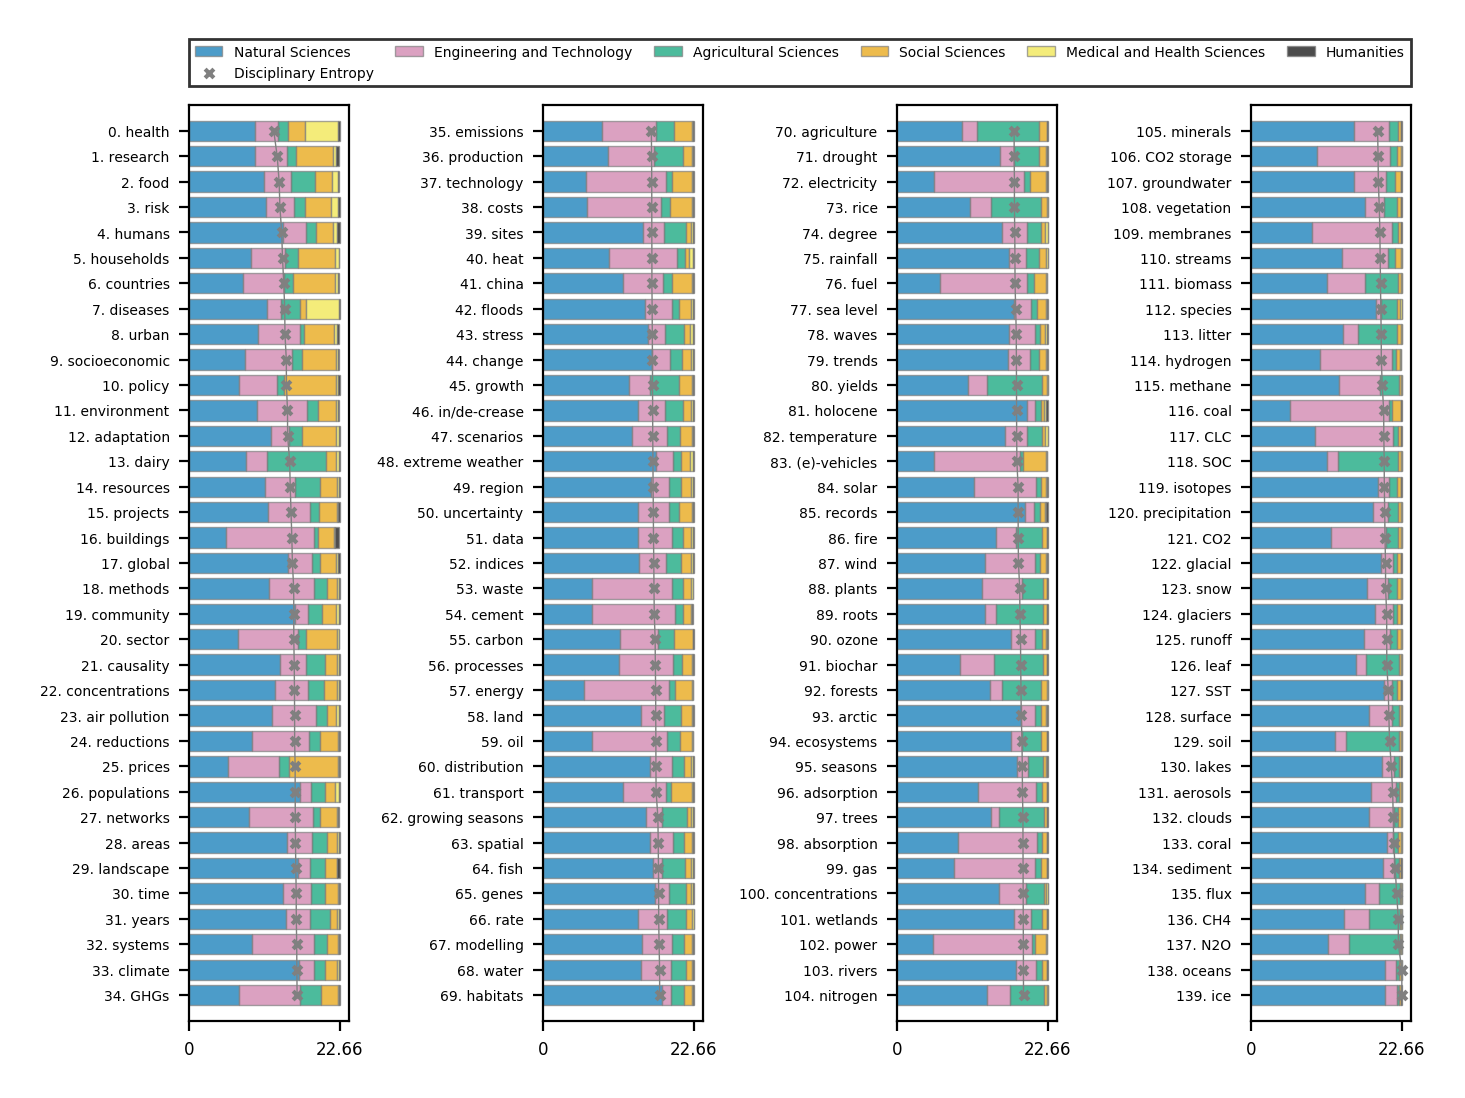 Natural Sciences
Engineering and Technology
Agricultural Sciences
Social Sciences
Medical and Health Sciences
Humanities
Disciplinary Entropy
0. health
1. research
2. food
3. risk
4. humans
5. households
6. countries
7. diseases
8. urban
9. socioeconomic
10. policy
11. environment
12. adaptation
13. dairy
14. resources
15. projects
16. buildings
17. global
18. methods
19. community
20. sector
21. causality
22. concentrations
23. air pollution
24. reductions
25. prices
26. populations
27. networks
28. areas
29. landscape
30. time
31. years
32. systems
33. climate
34. GHGs
0 22.66
35. emissions
36. production
37. technology
38. costs
39. sites
40. heat
41. china
42. floods
43. stress
44. change
45. growth
46. in/de-crease
47. scenarios
48. extreme weather
49. region
50. uncertainty
51. data
52. indices
53. waste
54. cement
55. carbon
56. processes
57. energy
58. land
59. oil
60. distribution
61. transport
62. growing seasons
63. spatial
64. fish
65. genes
66. rate
67. modelling
68. water
69. habitats
0 22.66
70. agriculture
71. drought
72. electricity
73. rice
74. degree
75. rainfall
76. fuel
77. sea level
78. waves
79. trends
80. yields
81. holocene
82. temperature
83. (e)-vehicles
84. solar
85. records
86. fire
87. wind
88. plants
89. roots
90. ozone
91. biochar
92. forests
93. arctic
94. ecosystems
95. seasons
96. adsorption
97. trees
98. absorption
99. gas
100. concentrations
101. wetlands
102. power
103. rivers
104. nitrogen
0 22.66
105. minerals
106. CO2 storage
107. groundwater
108. vegetation
109. membranes
110. streams
111. biomass
112. species
113. litter
114. hydrogen
115. methane
116. coal
117. CLC
118. SOC
119. isotopes
120. precipitation
121. CO2
122. glacial
123. snow
124. glaciers
125. runoff
126. leaf
127. SST
128. surface
129. soil
130. lakes
131. aerosols
132. clouds
133. coral
134. sediment
135. flux
136. CH4
137. N2O
138. oceans
139. ice
0 22.66